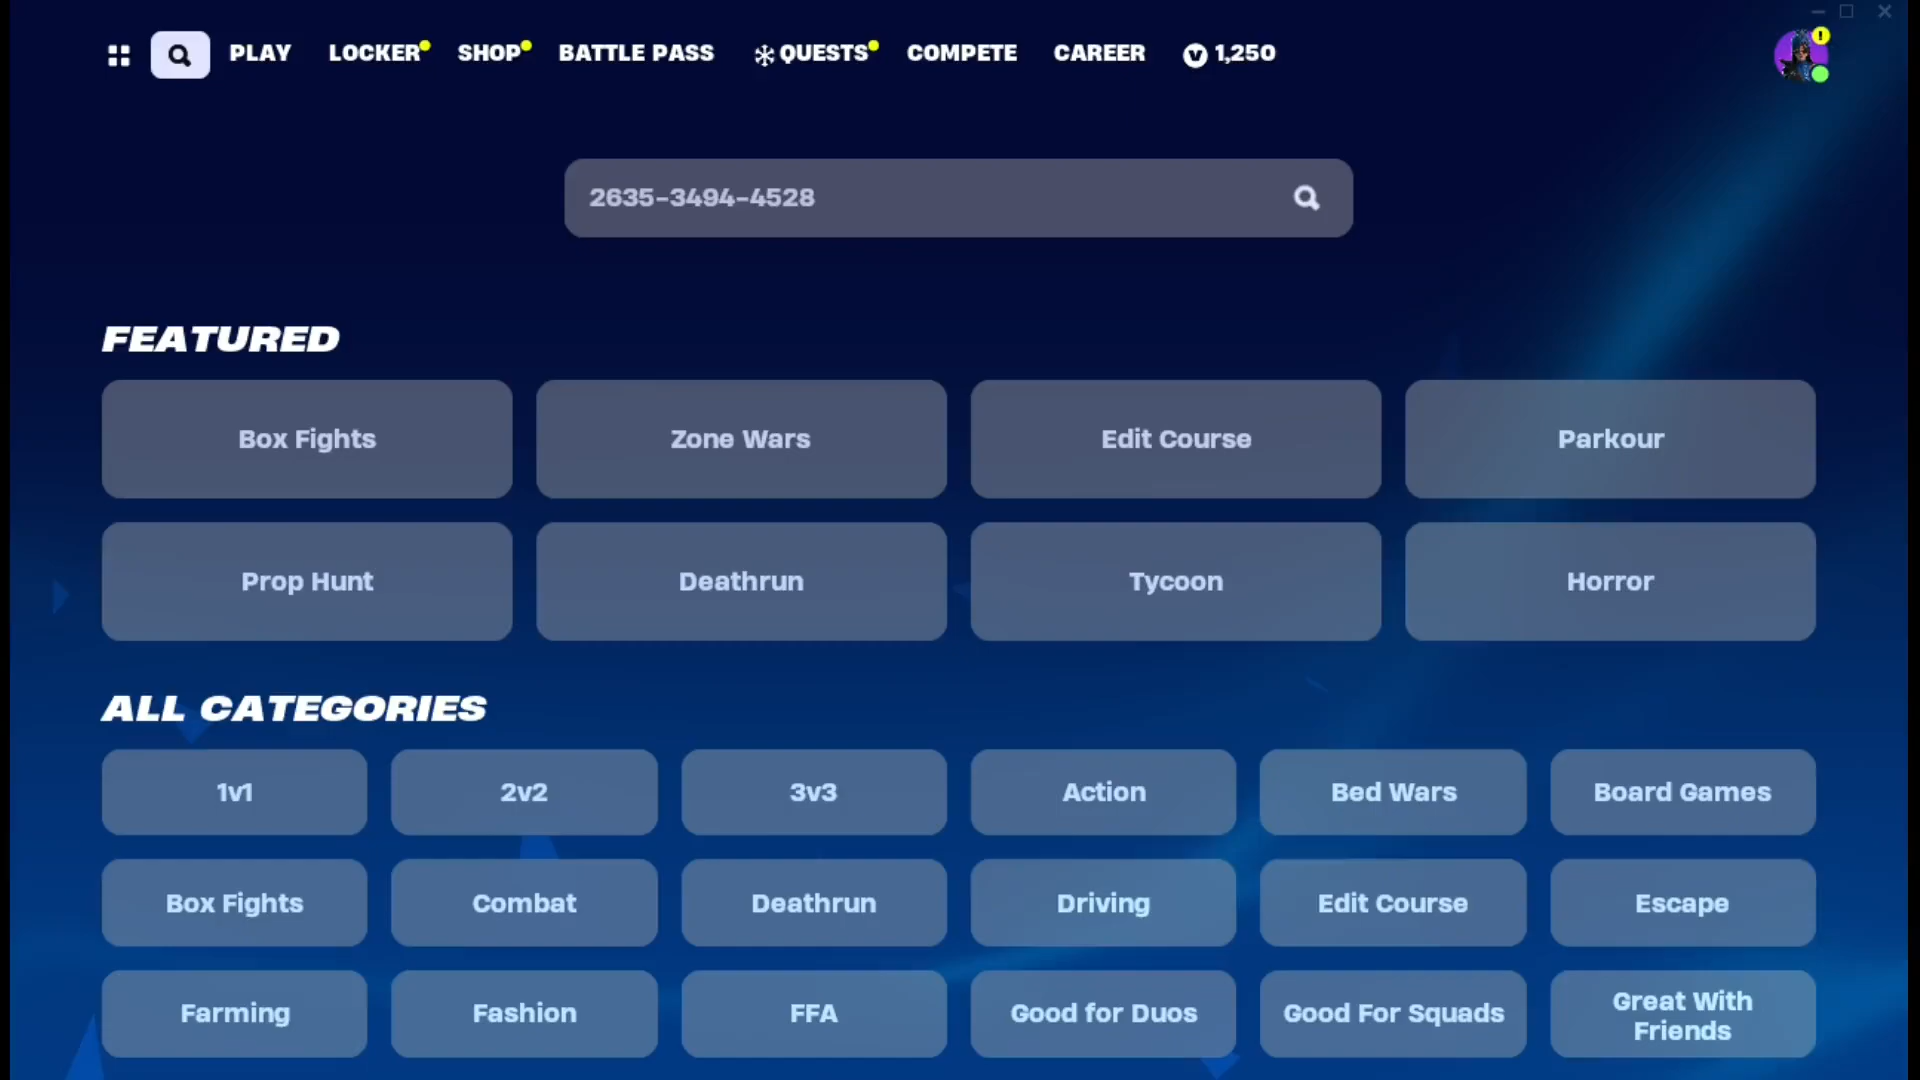 PLAY LOCKER SHOP BATTLE PASS QUESTS COMPETE CAREER 1,250
2635-3494-4528
FEATURED
Box Fights Zone Wars Edit Course Parkour
Prop Hunt Deathrun Tycoon Horror
ALL CATEGORIES
1v1 2v2 3v3 Action Bed Wars Board Games
Box Fights Combat Deathrun Driving Edit Course Escape
Farming Fashion FFA Good for Duos Good For Squads Great With
Friends